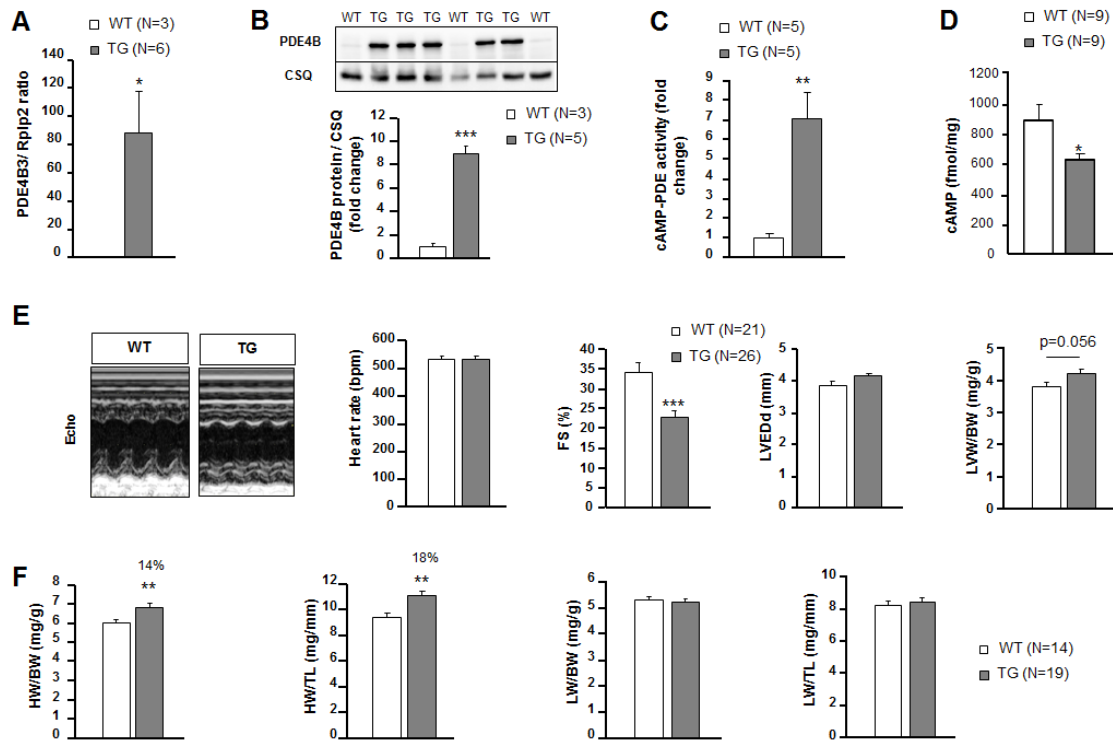 A
WT (N=3)
TG (N=6)
PDE4B3/ Rplp2 ratio
140
120
100
80
60
40
20
0
*
B
WT TG TG TG WT TG TG WT
PDE4B
CSQ
WT (N=3)
TG (N=5)
PDE4B protein / CSQ
(fold change)
12
10
8
6
4
2
0
***
C
WT (N=5)
TG (N=5)
cAMP-PDE activity (fold
change)
9
8
7
6
5
4
3
2
1
0
**
D
WT (N=9)
TG (N=9)
cAMP (fmol/mg)
1000
800
600
400
200
0
*
E
WT
TG
Echo
Heart rate (bpm)
600
500
400
300
200
100
0
WT (N=21)
TG (N=26)
FS (%)
40
35
30
25
20
15
10
5
0
***
LVEDd (mm)
5
4
3
2
1
0
p=0.056
LVW/BW (mg/g)
5
4
3
2
1
0
F
HW/BW (mg/g)
8
7
6
5
4
3
2
1
0
14%
**
HW/TL (mg/mm)
12
10
8
6
4
2
0
18%
**
LW/BW (mg/g)
6
5
4
3
2
1
0
LW/TL (mg/mm)
10
8
6
4
2
0
WT (N=14)
TG (N=19)